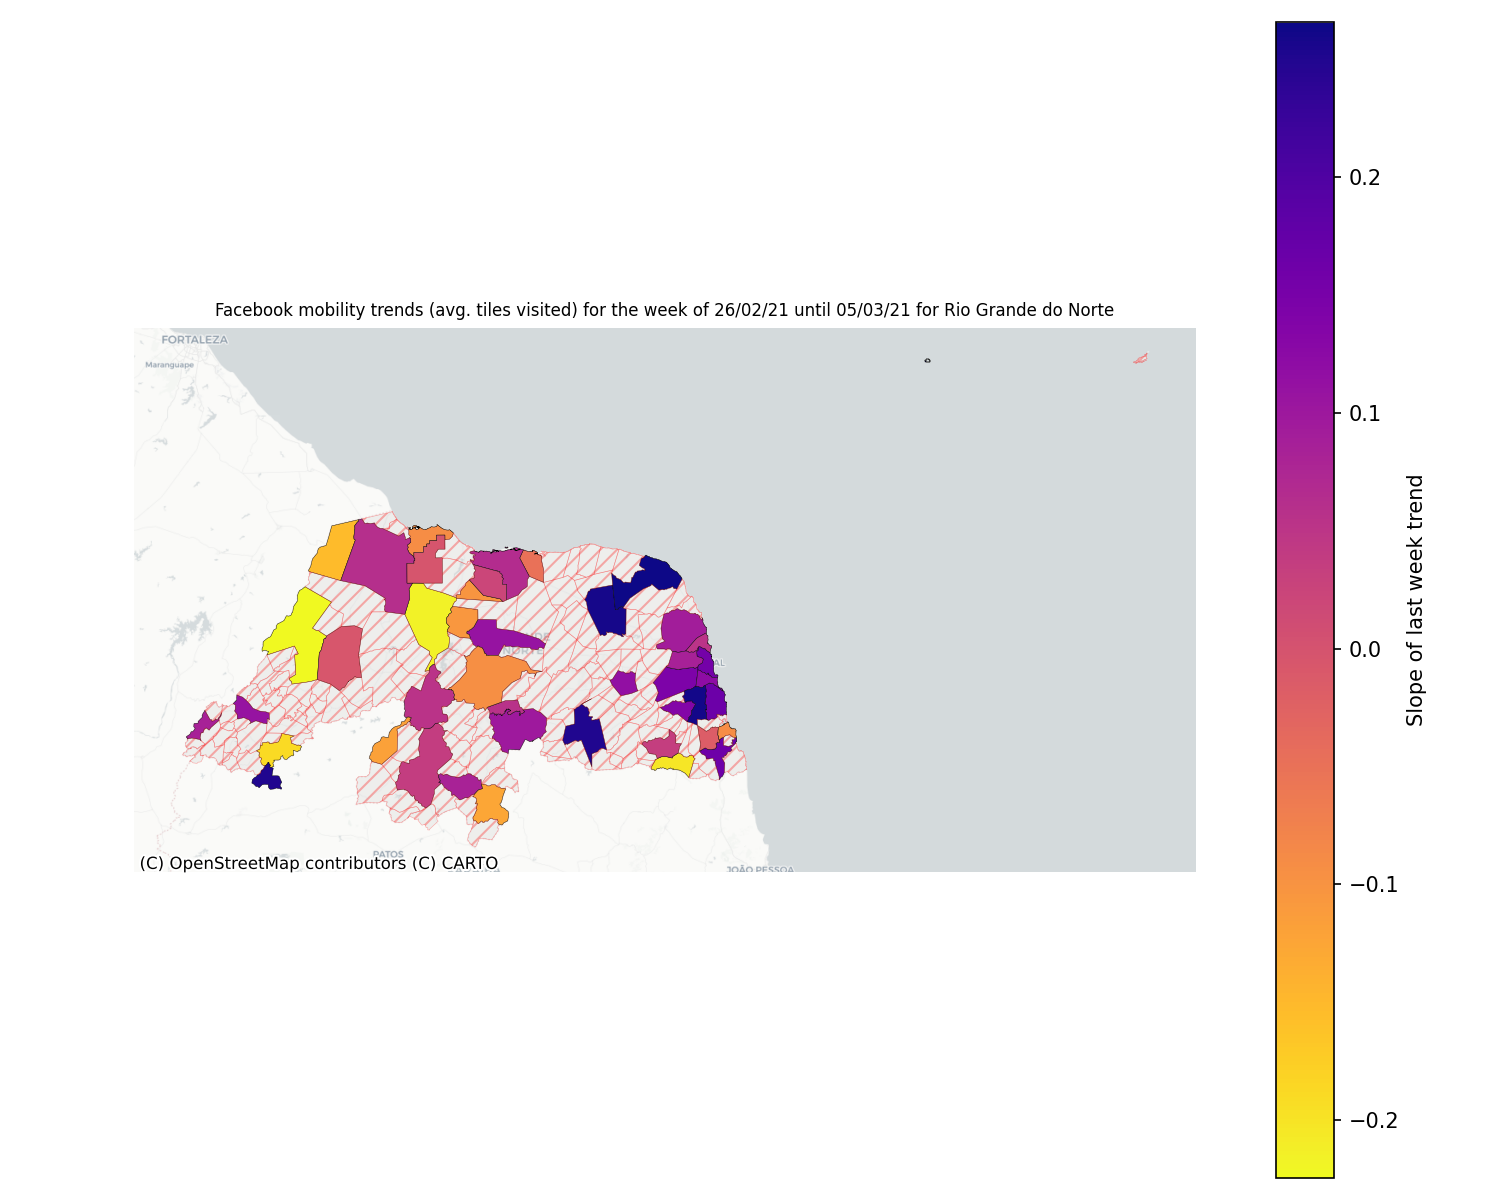 Facebook mobility trends (avg. tiles visited) for the week of 26/02/21 until 05/03/21 for Rio Grande do Norte
FORTALEZA
Maranguape
PATOS
(C) OpenStreetMap contributors (C) CARTO
JOÃO PESSOA
0.2
0.1
0.0
−0.1
−0.2
Slope of last week trend